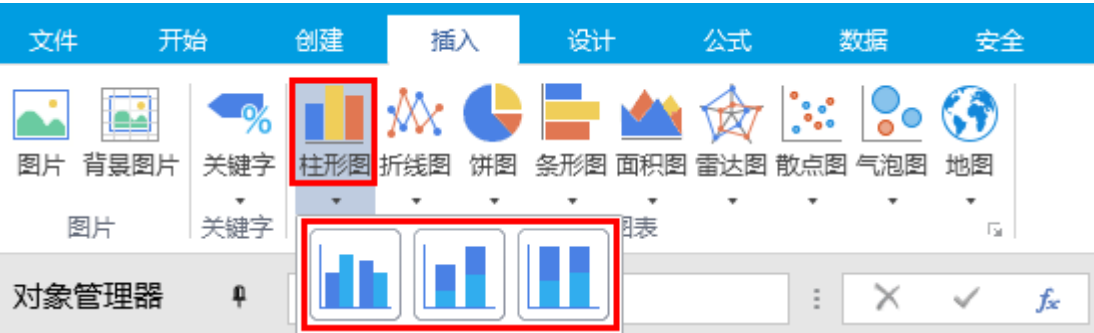 文件 开始 创建 插入 设计 公式 数据 安全
%
图片 背景图片 关键字 柱形图 折线图 饼图 条形图 面积图 雷达图 散点图 气泡图 地图
图片 关键字 图表
对象管理器 fx